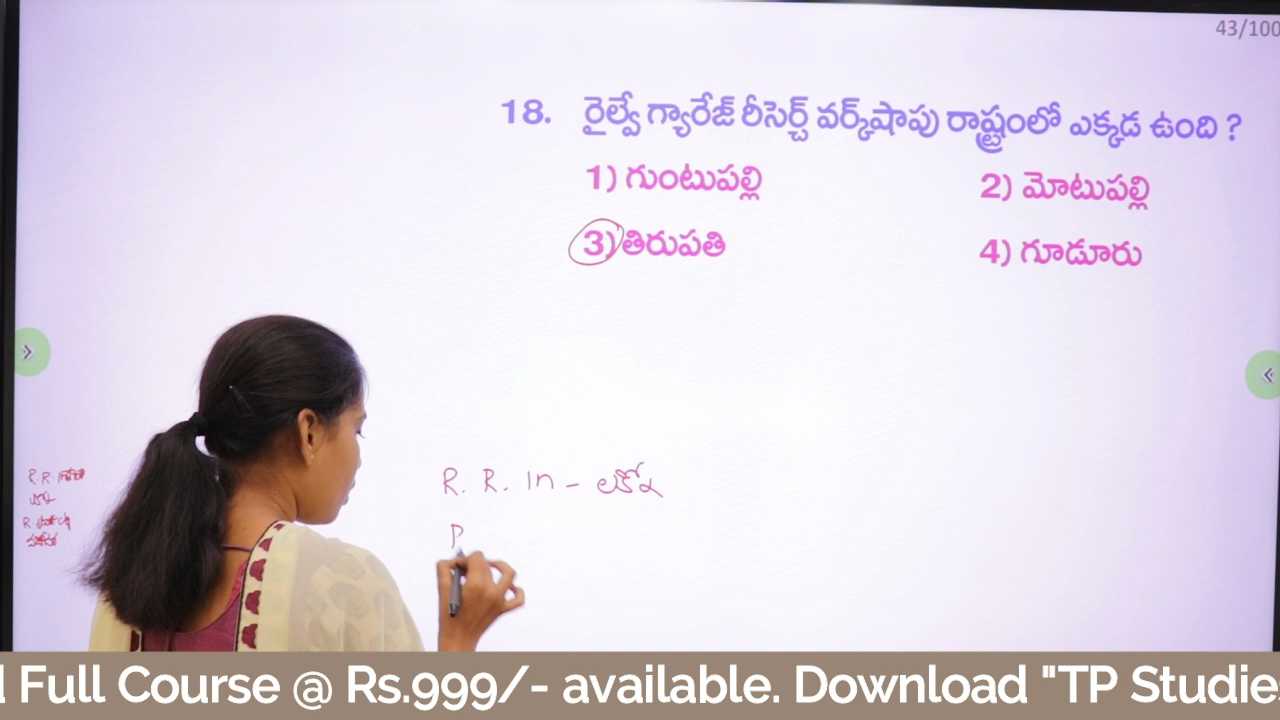 43/100
18. రైల్వే గ్యారేజ్ రీసెర్చ్ వర్క్‌షాపు రాష్ట్రంలో ఎక్కడ ఉంది ?
1) గుంటుపల్లి 2) మోటుపల్లి
3) తిరుపతి 4) గూడూరు
R. R. In - లక్నో
Full Course @ Rs.999/- available. Download "TP Studie